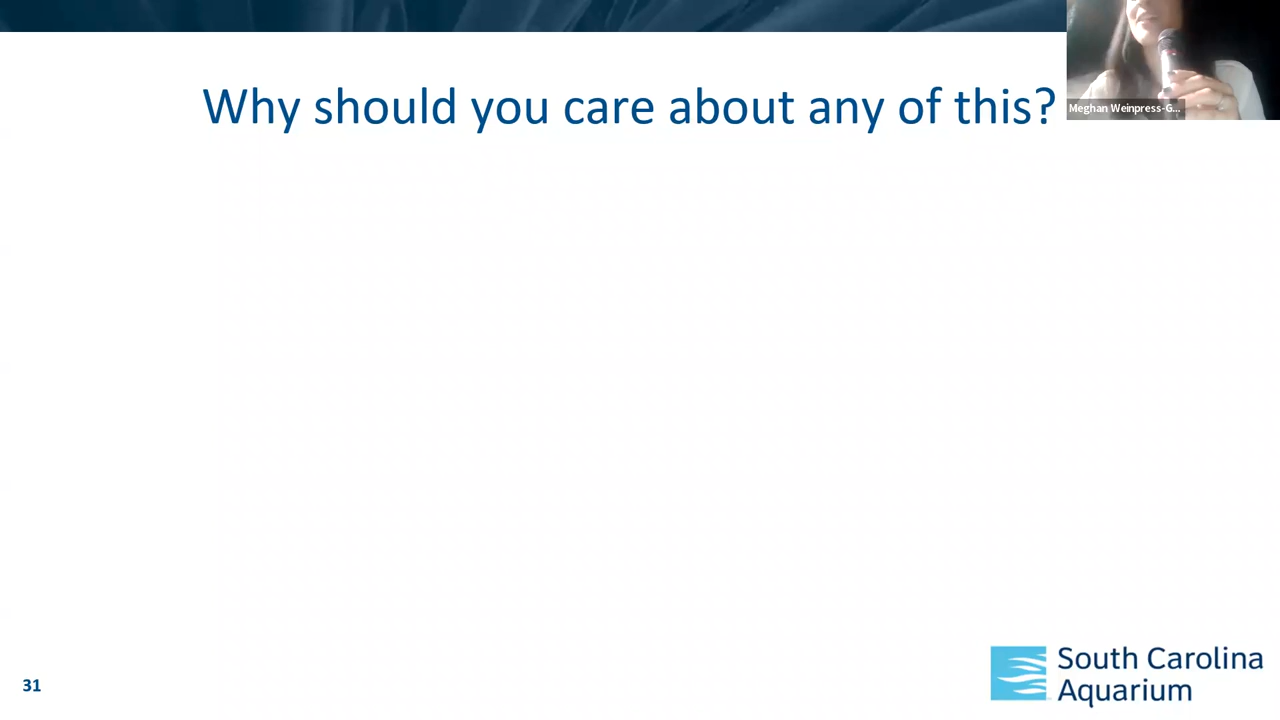 Why should you care about any of this?
Meghan Weinpress-G...
31
South Carolina
Aquarium